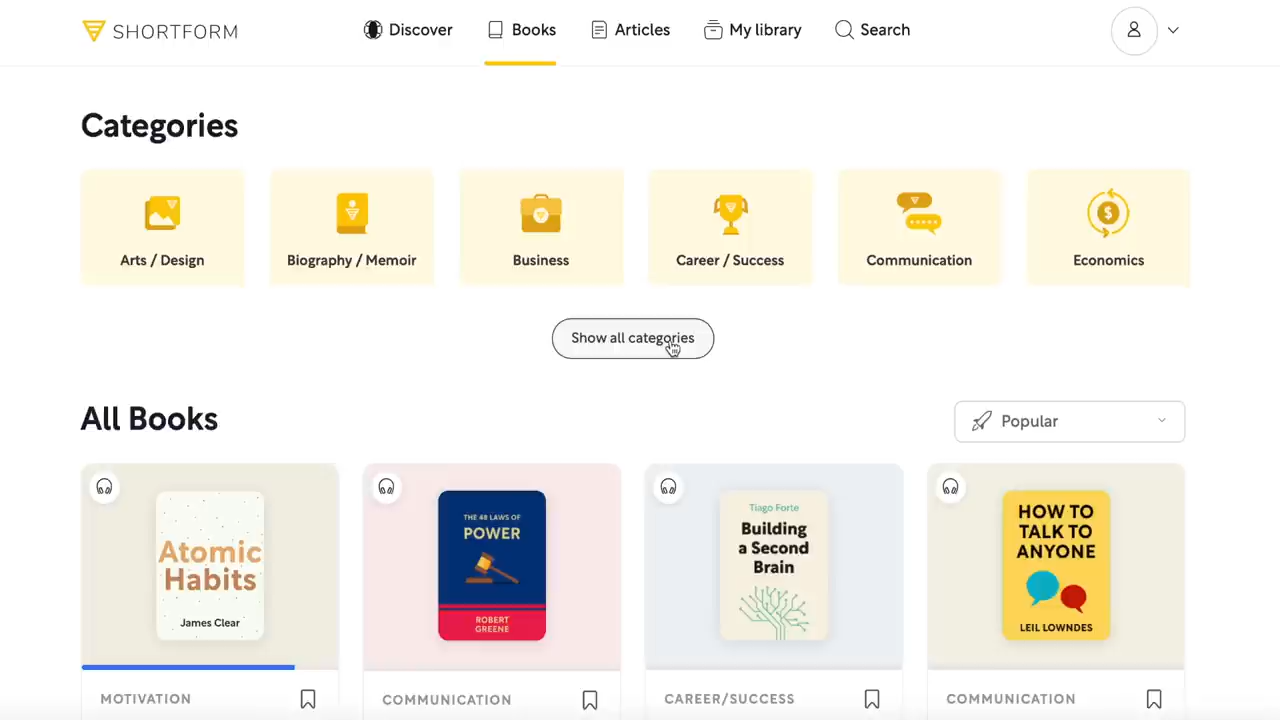 SHORTFORM
Discover
Books
Articles
My library
Search
Categories
Arts / Design
Biography / Memoir
Business
Career / Success
Communication
Economics
Show all categories
All Books
Popular
Atomic
Habits
James Clear
MOTIVATION
THE 48 LAWS OF
POWER
ROBERT
GREENE
COMMUNICATION
Tiago Forte
Building
a Second
Brain
CAREER/SUCCESS
HOW TO
TALK TO
ANYONE
LEIL LOWNDES
COMMUNICATION